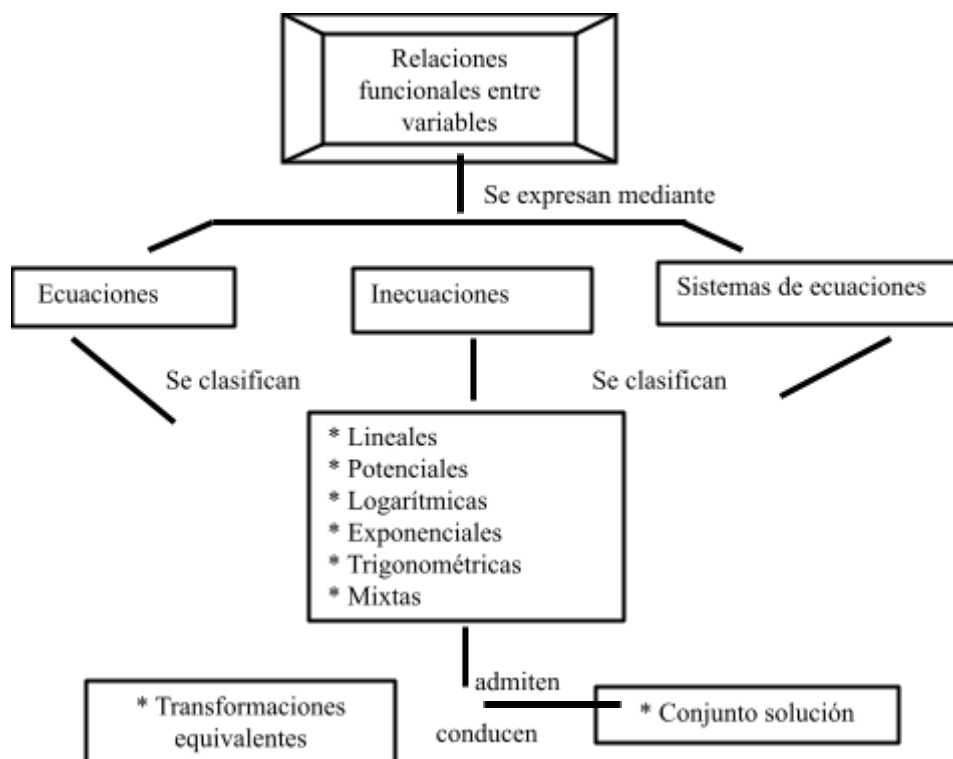 Relaciones
funcionales entre
variables
Se expresan mediante
Ecuaciones
Inecuaciones
Sistemas de ecuaciones
Se clasifican
Se clasifican
* Lineales
* Potenciales
* Logarítmicas
* Exponenciales
* Trigonométricas
* Mixtas
admiten
* Transformaciones
equivalentes
conducen
* Conjunto solución